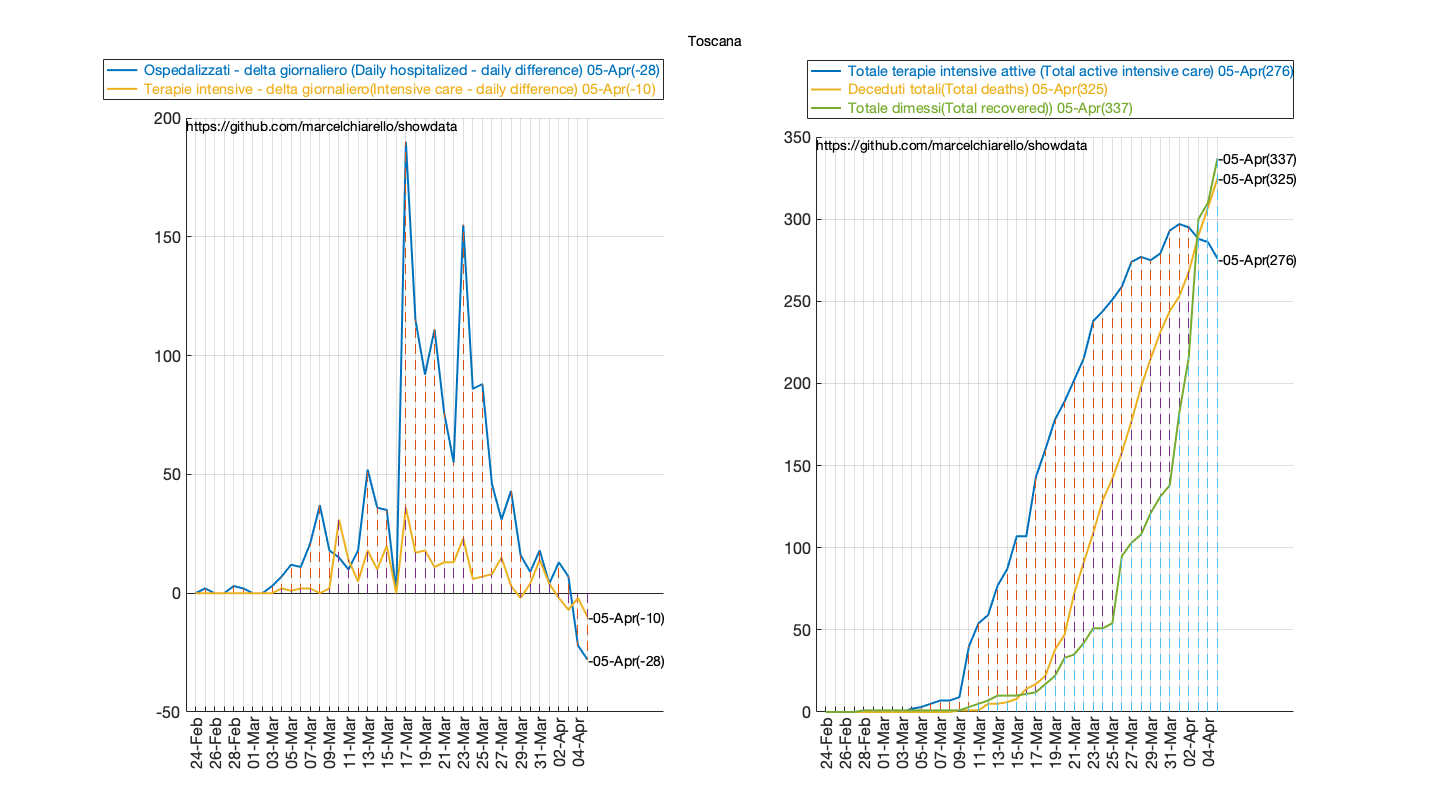 Toscana
Ospedalizzati - delta giornaliero (Daily hospitalized - daily difference) 05-Apr(-28)
Terapie intensive - delta giornaliero(Intensive care - daily difference) 05-Apr(-10)
https://github.com/marcelchiarello/showdata
200
150
100
50
0
-50
-05-Apr(-10)
-05-Apr(-28)
24-Feb
26-Feb
28-Feb
01-Mar
03-Mar
05-Mar
07-Mar
09-Mar
11-Mar
13-Mar
15-Mar
17-Mar
19-Mar
21-Mar
23-Mar
25-Mar
27-Mar
29-Mar
31-Mar
02-Apr
04-Apr
Totale terapie intensive attive (Total active intensive care) 05-Apr(276)
Deceduti totali(Total deaths) 05-Apr(325)
Totale dimessi(Total recovered)) 05-Apr(337)
https://github.com/marcelchiarello/showdata
350
300
250
200
150
100
50
0
-05-Apr(337)
-05-Apr(325)
-05-Apr(276)
24-Feb
26-Feb
28-Feb
01-Mar
03-Mar
05-Mar
07-Mar
09-Mar
11-Mar
13-Mar
15-Mar
17-Mar
19-Mar
21-Mar
23-Mar
25-Mar
27-Mar
29-Mar
31-Mar
02-Apr
04-Apr